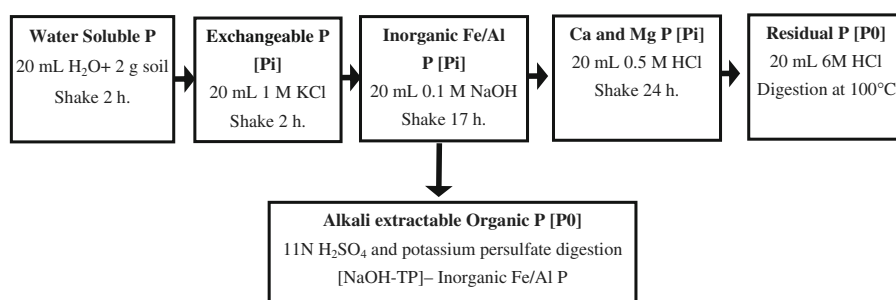 Water Soluble P
20 mL H₂O+ 2 g soil
Shake 2 h.
Exchangeable P
[Pi]
20 mL 1 M KCl
Shake 2 h.
Inorganic Fe/Al
P [Pi]
20 mL 0.1 M NaOH
Shake 17 h.
Ca and Mg P [Pi]
20 mL 0.5 M HCl
Shake 24 h.
Residual P [P0]
20 mL 6M HCl
Digestion at 100°C
Alkali extractable Organic P [P0]
11N H₂SO₄ and potassium persulfate digestion
[NaOH-TP]– Inorganic Fe/Al P